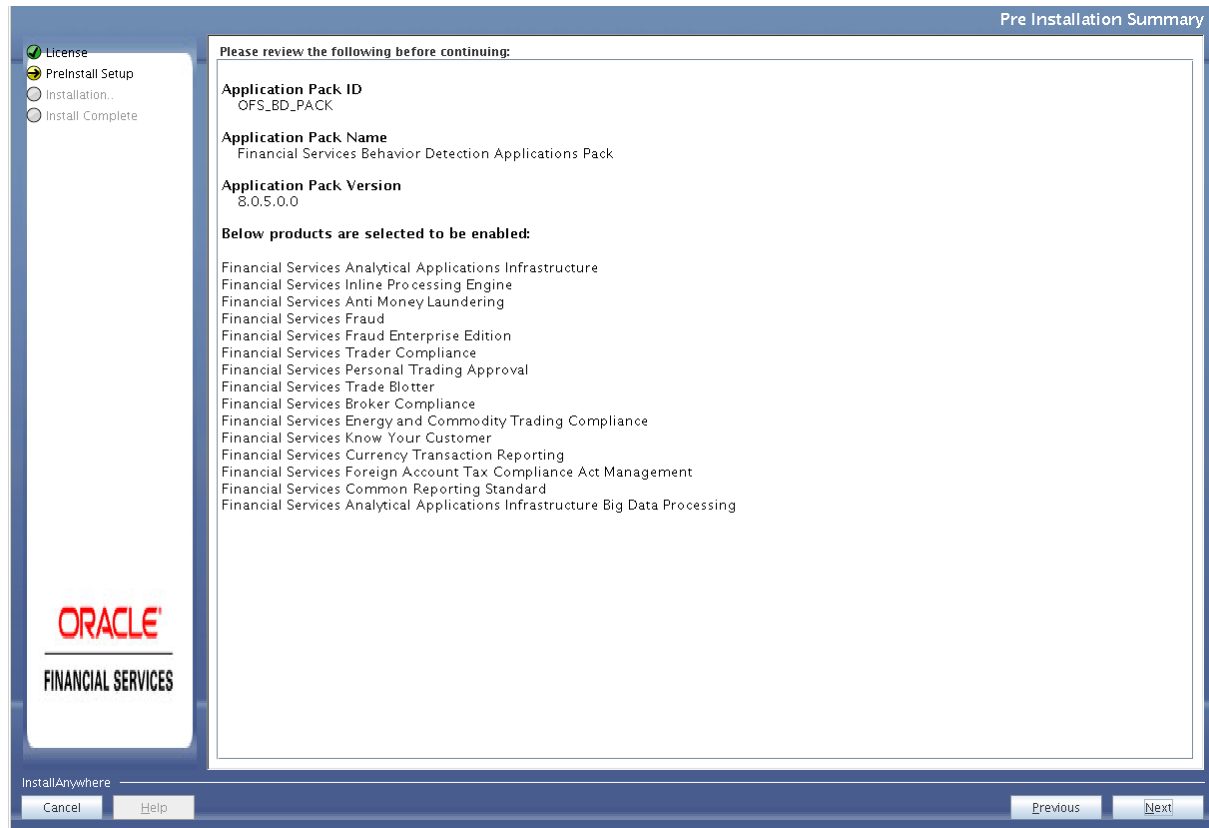 Pre Installation Summary
License
PreInstall Setup
Installation..
Install Complete
Please review the following before continuing:
Application Pack ID
OFS_BD_PACK
Application Pack Name
Financial Services Behavior Detection Applications Pack
Application Pack Version
8.0.5.0.0
Below products are selected to be enabled:
Financial Services Analytical Applications Infrastructure
Financial Services Inline Processing Engine
Financial Services Anti Money Laundering
Financial Services Fraud
Financial Services Fraud Enterprise Edition
Financial Services Trader Compliance
Financial Services Personal Trading Approval
Financial Services Trade Blotter
Financial Services Broker Compliance
Financial Services Energy and Commodity Trading Compliance
Financial Services Know Your Customer
Financial Services Currency Transaction Reporting
Financial Services Foreign Account Tax Compliance Act Management
Financial Services Common Reporting Standard
Financial Services Analytical Applications Infrastructure Big Data Processing
ORACLE
FINANCIAL SERVICES
InstallAnywhere
Cancel Help Previous Next